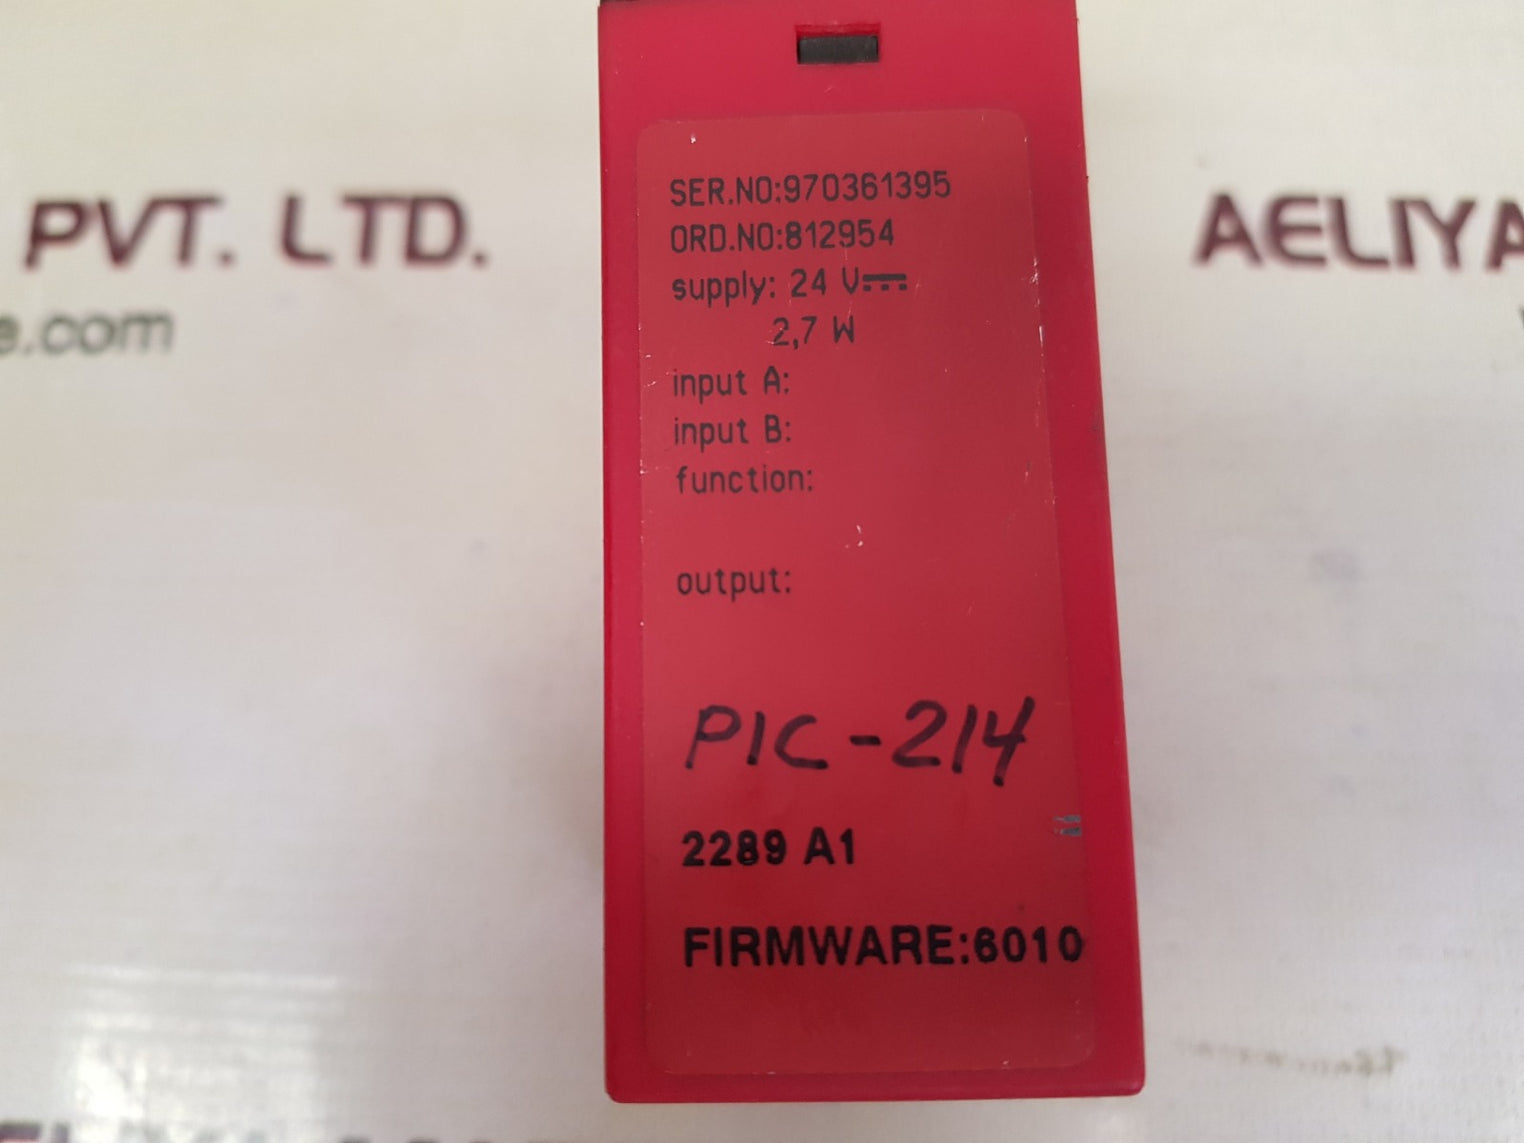 PVT. LTD.
e.com
AELIYA
SER.NO:970361395
ORD.NO:812954
supply: 24 V⎓
2,7 W
input A:
input B:
function:
output:
PIC-214
2289 A1
FIRMWARE:6010